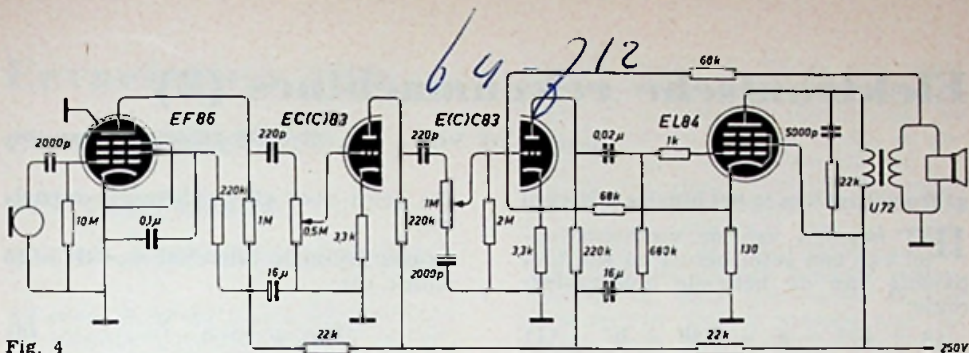 64-212
68k
EF86
EC(C)83
E(C)C83
EL84
2000p
220p
220p
0,02µ
1k
5000p
220k
1M
0,5M
3,3k
220k
1M
2M
68k
22k
U72
10M
0,1µ
3,3k
220k
680k
130
2000p
16µ
16µ
22k
22k
250V
Fig. 4